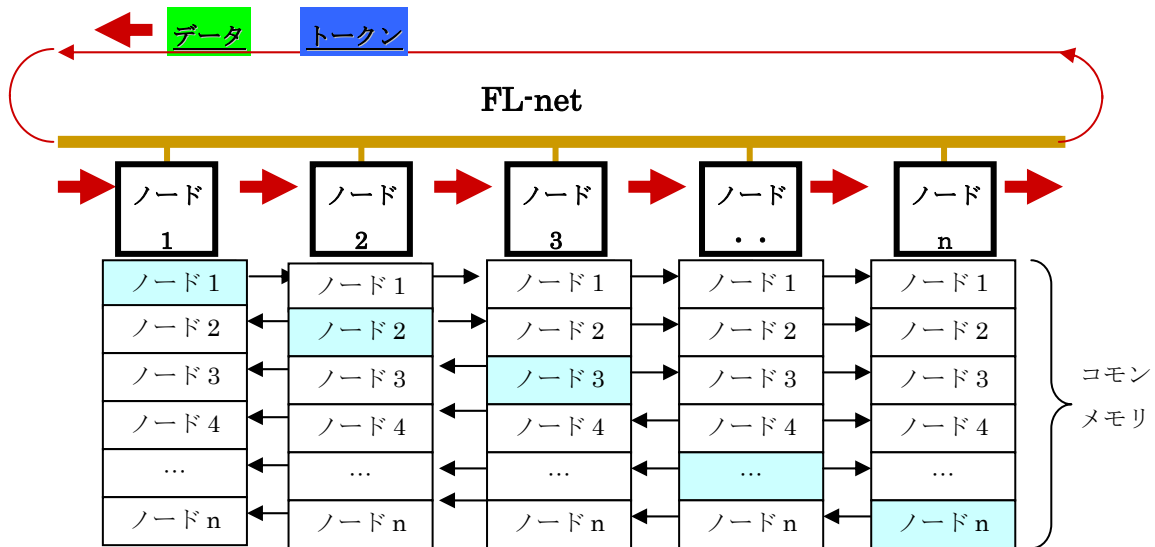 データ トークン
FL-net
ノード ノード ノード ノード ノード
1 2 3 ・・ n
ノード1 ノード1 ノード1 ノード1 ノード1
ノード2 ノード2 ノード2 ノード2 ノード2
ノード3 ノード3 ノード3 ノード3 ノード3
ノード4 ノード4 ノード4 ノード4 ノード4
… … … … …
ノードn ノードn ノードn ノードn ノードn
コモン
メモリ